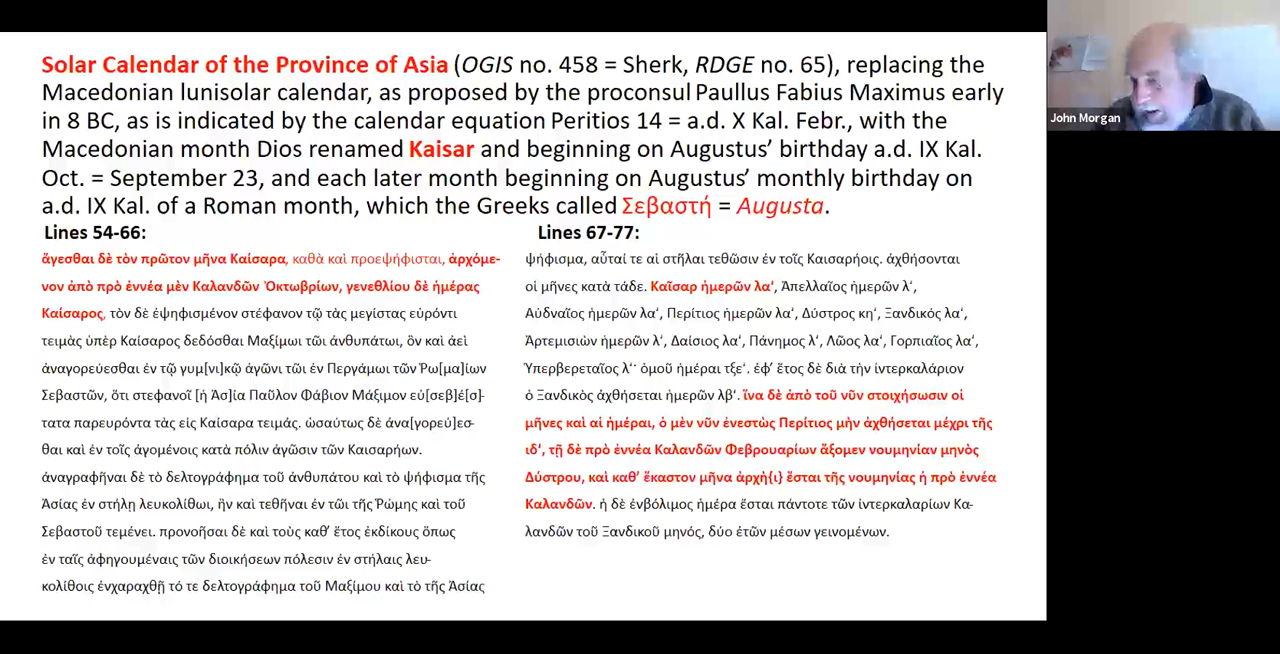 Solar Calendar of the Province of Asia (OGIS no. 458 = Sherk, RDGE no. 65), replacing the
Macedonian lunisolar calendar, as proposed by the proconsul Paullus Fabius Maximus early
in 8 BC, as is indicated by the calendar equation Peritios 14 = a.d. X Kal. Febr., with the
Macedonian month Dios renamed Kaisar and beginning on Augustus’ birthday a.d. IX Kal.
Oct. = September 23, and each later month beginning on Augustus’ monthly birthday on
a.d. IX Kal. of a Roman month, which the Greeks called Σεβαστή = Augusta.
Lines 54-66:
ἄγεσθαι δὲ τὸν πρῶτον μῆνα Καίσαρα, καθὰ καὶ προεψήφισται, ἀρχόμε-
νον ἀπὸ πρὸ ἐννέα μὲν Καλανδῶν Ὀκτωβρίων, γενεθλίου δὲ ἡμέρας
Καίσαρος, τὸν δὲ ἐψηφισμένον στέφανον τῷ τὰς μεγίστας εὑρόντι
τειμὰς ὑπὲρ Καίσαρος δεδόσθαι Μαξίμωι τῶι ἀνθυπάτωι, ὃν καὶ ἀεὶ
ἀναγορεύεσθαι ἐν τῷ γυμ[νι]κῷ ἀγῶνι τῶι ἐν Περγάμωι τῶν Ῥω[μα]ίων
Σεβαστῶν, ὅτι στεφανοῖ [ἡ Ἀσ]ία Παῦλον Φάβιον Μάξιμον εὐ[σεβ]έ[σ]-
τατα παρευρόντα τὰς εἰς Καίσαρα τειμάς. ὡσαύτως δὲ ἀνα[γορεύ]εσ-
θαι καὶ ἐν τοῖς ἀγομένοις κατὰ πόλιν ἀγῶσιν τῶν Καισαρήων.
ἀναγραφῆναι δὲ τὸ δελτογράφημα τοῦ ἀνθυπάτου καὶ τὸ ψήφισμα τῆς
Ἀσίας ἐν στήλῃ λευκολίθωι, ἣν καὶ τεθῆναι ἐν τῶι τῆς Ῥώμης καὶ τοῦ
Σεβαστοῦ τεμένει. προνοῆσαι δὲ καὶ τοὺς καθ’ ἔτος ἐκδίκους ὅπως
ἐν ταῖς ἀφηγουμέναις τῶν διοικήσεων πόλεσιν ἐν στήλαις λευ-
κολίθοις ἐνχαραχθῇ τό τε δελτογράφημα τοῦ Μαξίμου καὶ τὸ τῆς Ἀσίας
Lines 67-77:
ψήφισμα, αὗταί τε αἱ στῆλαι τεθῶσιν ἐν τοῖς Καισαρήοις. ἀχθήσονται
οἱ μῆνες κατὰ τάδε. Καῖσαρ ἡμερῶν λα‘, Ἀπελλαῖος ἡμερῶν λ‘,
Αὐδναῖος ἡμερῶν λα‘, Περίτιος ἡμερῶν λα‘, Δύστρος κη‘, Ξανδικὸς λα‘,
Ἀρτεμισιὼν ἡμερῶν λ‘, Δαίσιος λα‘, Πάνημος λ‘, Λῶος λα‘, Γορπιαῖος λα‘,
Ὑπερβερεταῖος λ‘· ὁμοῦ ἡμέραι τξε‘. ἐφ’ ἔτος δὲ διὰ τὴν ἰντερκαλάριον
ὁ Ξανδικὸς ἀχθήσεται ἡμερῶν λβ‘. ἵνα δὲ ἀπὸ τοῦ νῦν στοιχήσωσιν οἱ
μῆνες καὶ αἱ ἡμέραι, ὁ μὲν νῦν ἐνεστὼς Περίτιος μὴν ἀχθήσεται μέχρι τῆς
ιδ‘, τῇ δὲ πρὸ ἐννέα Καλανδῶν Φεβρουαρίων ἄξομεν νουμηνίαν μηνὸς
Δύστρου, καὶ καθ’ ἕκαστον μῆνα ἀρχὴ{ι} ἔσται τῆς νουμηνίας ἡ πρὸ ἐννέα
Καλανδῶν. ἡ δὲ ἐνβόλιμος ἡμέρα ἔσται πάντοτε τῶν ἰντερκαλαρίων Κα-
λανδῶν τοῦ Ξανδικοῦ μηνός, δύο ἐτῶν μέσων γεινομένων.
John Morgan